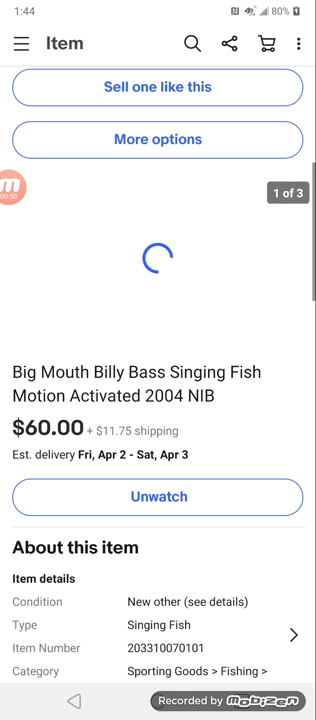 1:44
80%
Item
Sell one like this
More options
00:50
1 of 3
Big Mouth Billy Bass Singing Fish
Motion Activated 2004 NIB
$60.00 + $11.75 shipping
Est. delivery Fri, Apr 2 - Sat, Apr 3
Unwatch
About this item
Item details
Condition New other (see details)
Type Singing Fish
Item Number 203310070101
Category Sporting Goods > Fishing >
Recorded by mobizen